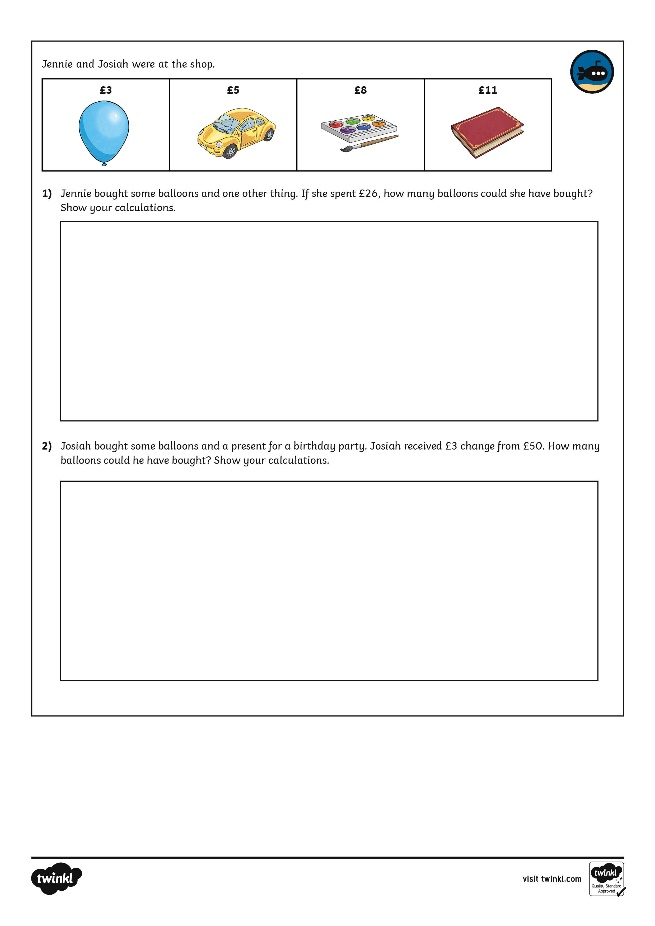 Jennie and Josiah were at the shop.
£3 £5 £8 £11
1) Jennie bought some balloons and one other thing. If she spent £26, how many balloons could she have bought?
Show your calculations.
2) Josiah bought some balloons and a present for a birthday party. Josiah received £3 change from £50. How many
balloons could he have bought? Show your calculations.
twinkl
visit twinkl.com
twinkl
Quality Standard
Approved